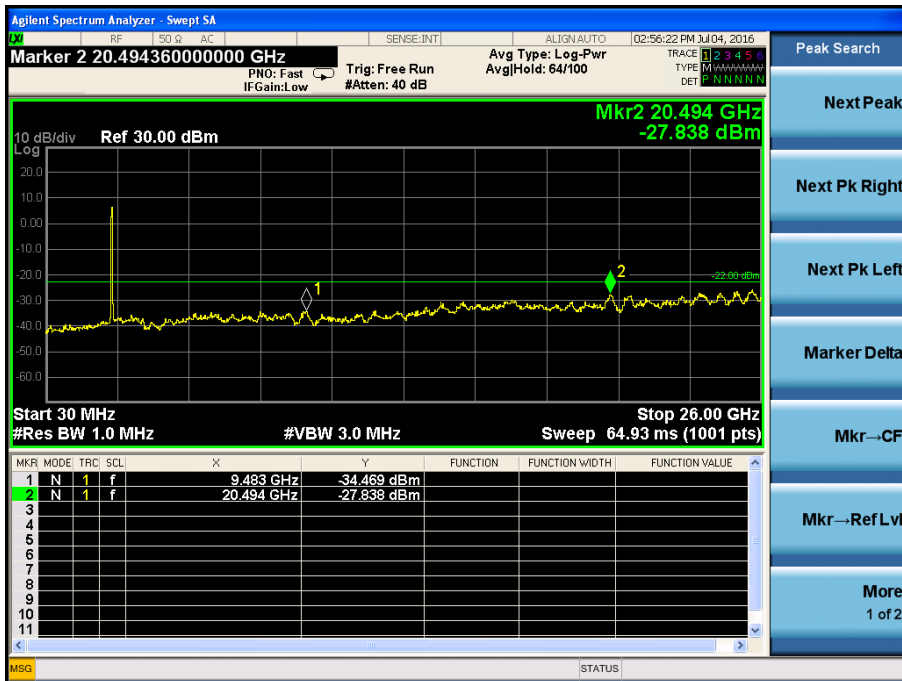 Agilent Spectrum Analyzer - Swept SA
LXI RF 50 Ω AC SENSE:INT ALIGNAUTO 02:56:22 PM Jul 04, 2016
Marker 2 20.494360000000 GHz
PNO: Fast
IFGain:Low
Trig: Free Run
#Atten: 40 dB
Avg Type: Log-Pwr
Avg|Hold: 64/100
TRACE 1 2 3 4 5 6
TYPE M WWWWW
DET P N N N N N
Peak Search
Mkr2 20.494 GHz
-27.838 dBm
10 dB/div Ref 30.00 dBm
Log
20.0
10.0
0.00
-10.0
-20.0
-30.0
-40.0
-50.0
-60.0
1
2
-22.00 dBm
Start 30 MHz Stop 26.00 GHz
#Res BW 1.0 MHz #VBW 3.0 MHz Sweep 64.93 ms (1001 pts)
MKR MODE TRC SCL X Y FUNCTION FUNCTION WIDTH FUNCTION VALUE
1 N 1 f 9.483 GHz -34.469 dBm
2 N 1 f 20.494 GHz -27.838 dBm
3
4
5
6
7
8
9
10
11
MSG STATUS
Next Peak
Next Pk Right
Next Pk Left
Marker Delta
Mkr→CF
Mkr→Ref Lvl
More
1 of 2